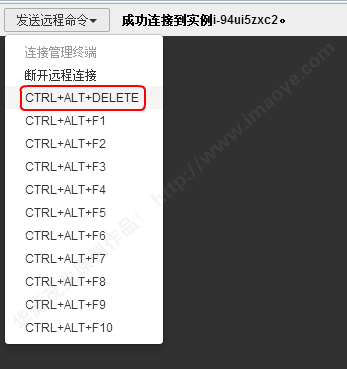 发送远程命令 成功连接到实例i-94ui5zxc2。
连接管理终端
断开远程连接
CTRL+ALT+DELETE
CTRL+ALT+F1
CTRL+ALT+F2
CTRL+ALT+F3
CTRL+ALT+F4
CTRL+ALT+F5
CTRL+ALT+F6
CTRL+ALT+F7
CTRL+ALT+F8
CTRL+ALT+F9
CTRL+ALT+F10
http://www.imaoye.com